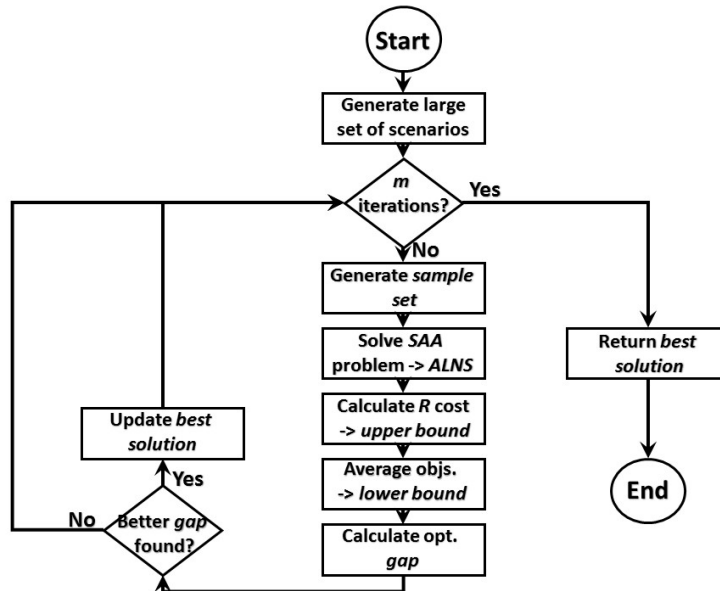 Start
Generate large
set of scenarios
m
iterations?
Yes
No
Generate sample
set
Solve SAA
problem -> ALNS
Return best
solution
Calculate R cost
-> upper bound
Update best
solution
Average objs.
-> lower bound
Yes
No
Better gap
found?
End
Calculate opt.
gap